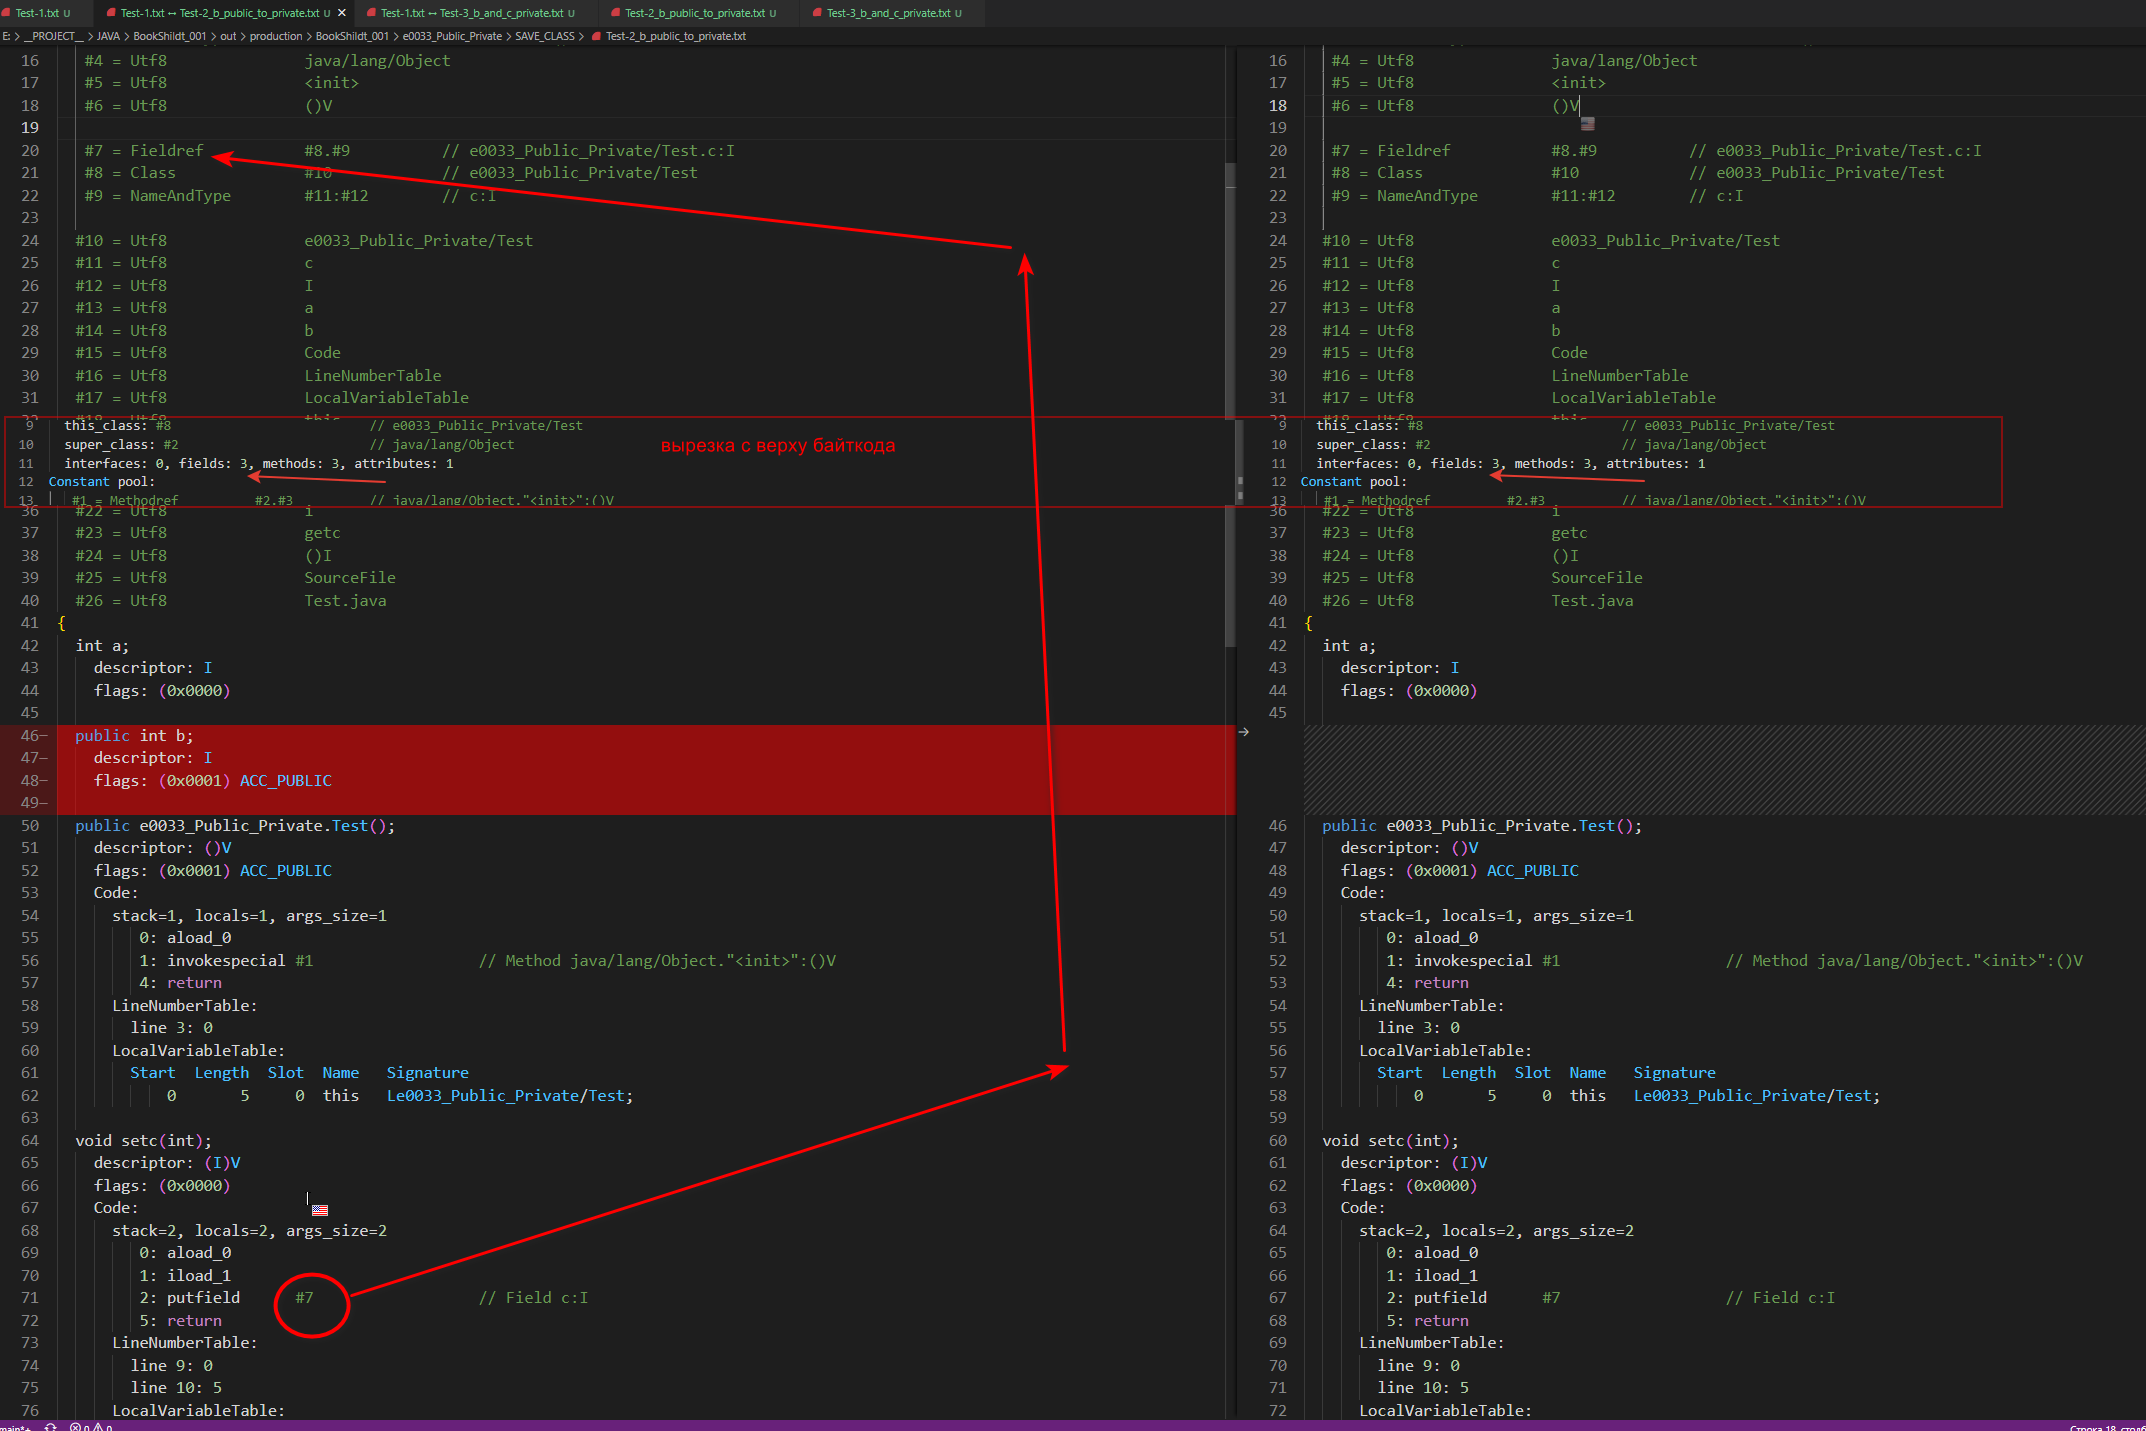 Test-1.txt U
Test-1.txt ↔ Test-2_b_public_to_private.txt U ×
Test-1.txt ↔ Test-3_b_and_c_private.txt U
Test-2_b_public_to_private.txt U
Test-3_b_and_c_private.txt U
E: > __PROJECT__ > JAVA > BookShildt_001 > out > production > BookShildt_001 > e0033_Public_Private > SAVE_CLASS > Test-2_b_public_to_private.txt
16 #4 = Utf8 java/lang/Object
17 #5 = Utf8 <init>
18 #6 = Utf8 ()V
19
20 #7 = Fieldref #8.#9 // e0033_Public_Private/Test.c:I
21 #8 = Class #10 // e0033_Public_Private/Test
22 #9 = NameAndType #11:#12 // c:I
23
24 #10 = Utf8 e0033_Public_Private/Test
25 #11 = Utf8 c
26 #12 = Utf8 I
27 #13 = Utf8 a
28 #14 = Utf8 b
29 #15 = Utf8 Code
30 #16 = Utf8 LineNumberTable
31 #17 = Utf8 LocalVariableTable
32 #18 = Utf8 this
9 this_class: #8 // e0033_Public_Private/Test
10 super_class: #2 // java/lang/Object
вырезка с верху байткода
11 interfaces: 0, fields: 3, methods: 3, attributes: 1
12 Constant pool:
13 #1 = Methodref #2.#3 // java/lang/Object."<init>":()V
36 #22 = Utf8 i
37 #23 = Utf8 getc
38 #24 = Utf8 ()I
39 #25 = Utf8 SourceFile
40 #26 = Utf8 Test.java
41 {
42 int a;
43 descriptor: I
44 flags: (0x0000)
45
46− public int b;
47− descriptor: I
48− flags: (0x0001) ACC_PUBLIC
49−
50 public e0033_Public_Private.Test();
51 descriptor: ()V
52 flags: (0x0001) ACC_PUBLIC
53 Code:
54 stack=1, locals=1, args_size=1
55 0: aload_0
56 1: invokespecial #1 // Method java/lang/Object."<init>":()V
57 4: return
58 LineNumberTable:
59 line 3: 0
60 LocalVariableTable:
61 Start Length Slot Name Signature
62 0 5 0 this Le0033_Public_Private/Test;
63
64 void setc(int);
65 descriptor: (I)V
66 flags: (0x0000)
67 Code:
68 stack=2, locals=2, args_size=2
69 0: aload_0
70 1: iload_1
71 2: putfield #7 // Field c:I
72 5: return
73 LineNumberTable:
74 line 9: 0
75 line 10: 5
76 LocalVariableTable:
16 #4 = Utf8 java/lang/Object
17 #5 = Utf8 <init>
18 #6 = Utf8 ()V
19
20 #7 = Fieldref #8.#9 // e0033_Public_Private/Test.c:I
21 #8 = Class #10 // e0033_Public_Private/Test
22 #9 = NameAndType #11:#12 // c:I
23
24 #10 = Utf8 e0033_Public_Private/Test
25 #11 = Utf8 c
26 #12 = Utf8 I
27 #13 = Utf8 a
28 #14 = Utf8 b
29 #15 = Utf8 Code
30 #16 = Utf8 LineNumberTable
31 #17 = Utf8 LocalVariableTable
32 #18 = Utf8 this
9 this_class: #8 // e0033_Public_Private/Test
10 super_class: #2 // java/lang/Object
11 interfaces: 0, fields: 3, methods: 3, attributes: 1
12 Constant pool:
13 #1 = Methodref #2.#3 // java/lang/Object."<init>":()V
36 #22 = Utf8 i
37 #23 = Utf8 getc
38 #24 = Utf8 ()I
39 #25 = Utf8 SourceFile
40 #26 = Utf8 Test.java
41 {
42 int a;
43 descriptor: I
44 flags: (0x0000)
45
46 public e0033_Public_Private.Test();
47 descriptor: ()V
48 flags: (0x0001) ACC_PUBLIC
49 Code:
50 stack=1, locals=1, args_size=1
51 0: aload_0
52 1: invokespecial #1 // Method java/lang/Object."<init>":()V
53 4: return
54 LineNumberTable:
55 line 3: 0
56 LocalVariableTable:
57 Start Length Slot Name Signature
58 0 5 0 this Le0033_Public_Private/Test;
59
60 void setc(int);
61 descriptor: (I)V
62 flags: (0x0000)
63 Code:
64 stack=2, locals=2, args_size=2
65 0: aload_0
66 1: iload_1
67 2: putfield #7 // Field c:I
68 5: return
69 LineNumberTable:
70 line 9: 0
71 line 10: 5
72 LocalVariableTable:
main*+ 0 0
Строка 18,